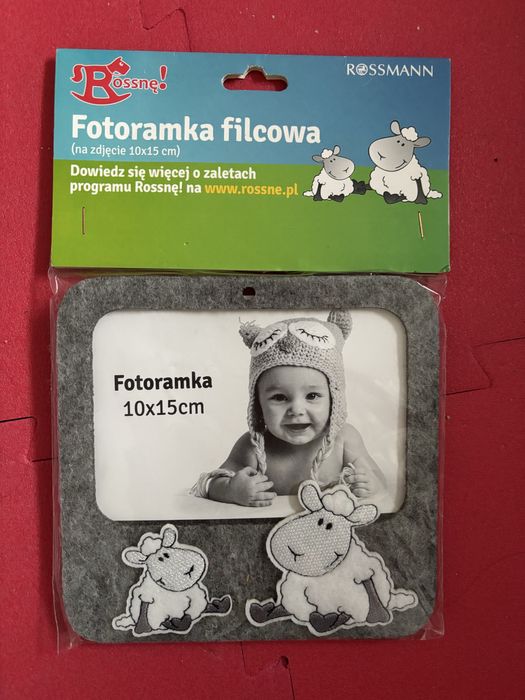 Rossnę!
ROSSMANN
Fotoramka filcowa
(na zdjęcie 10x15 cm)
Dowiedz się więcej o zaletach
programu Rossnę! na www.rossne.pl
Fotoramka
10x15cm